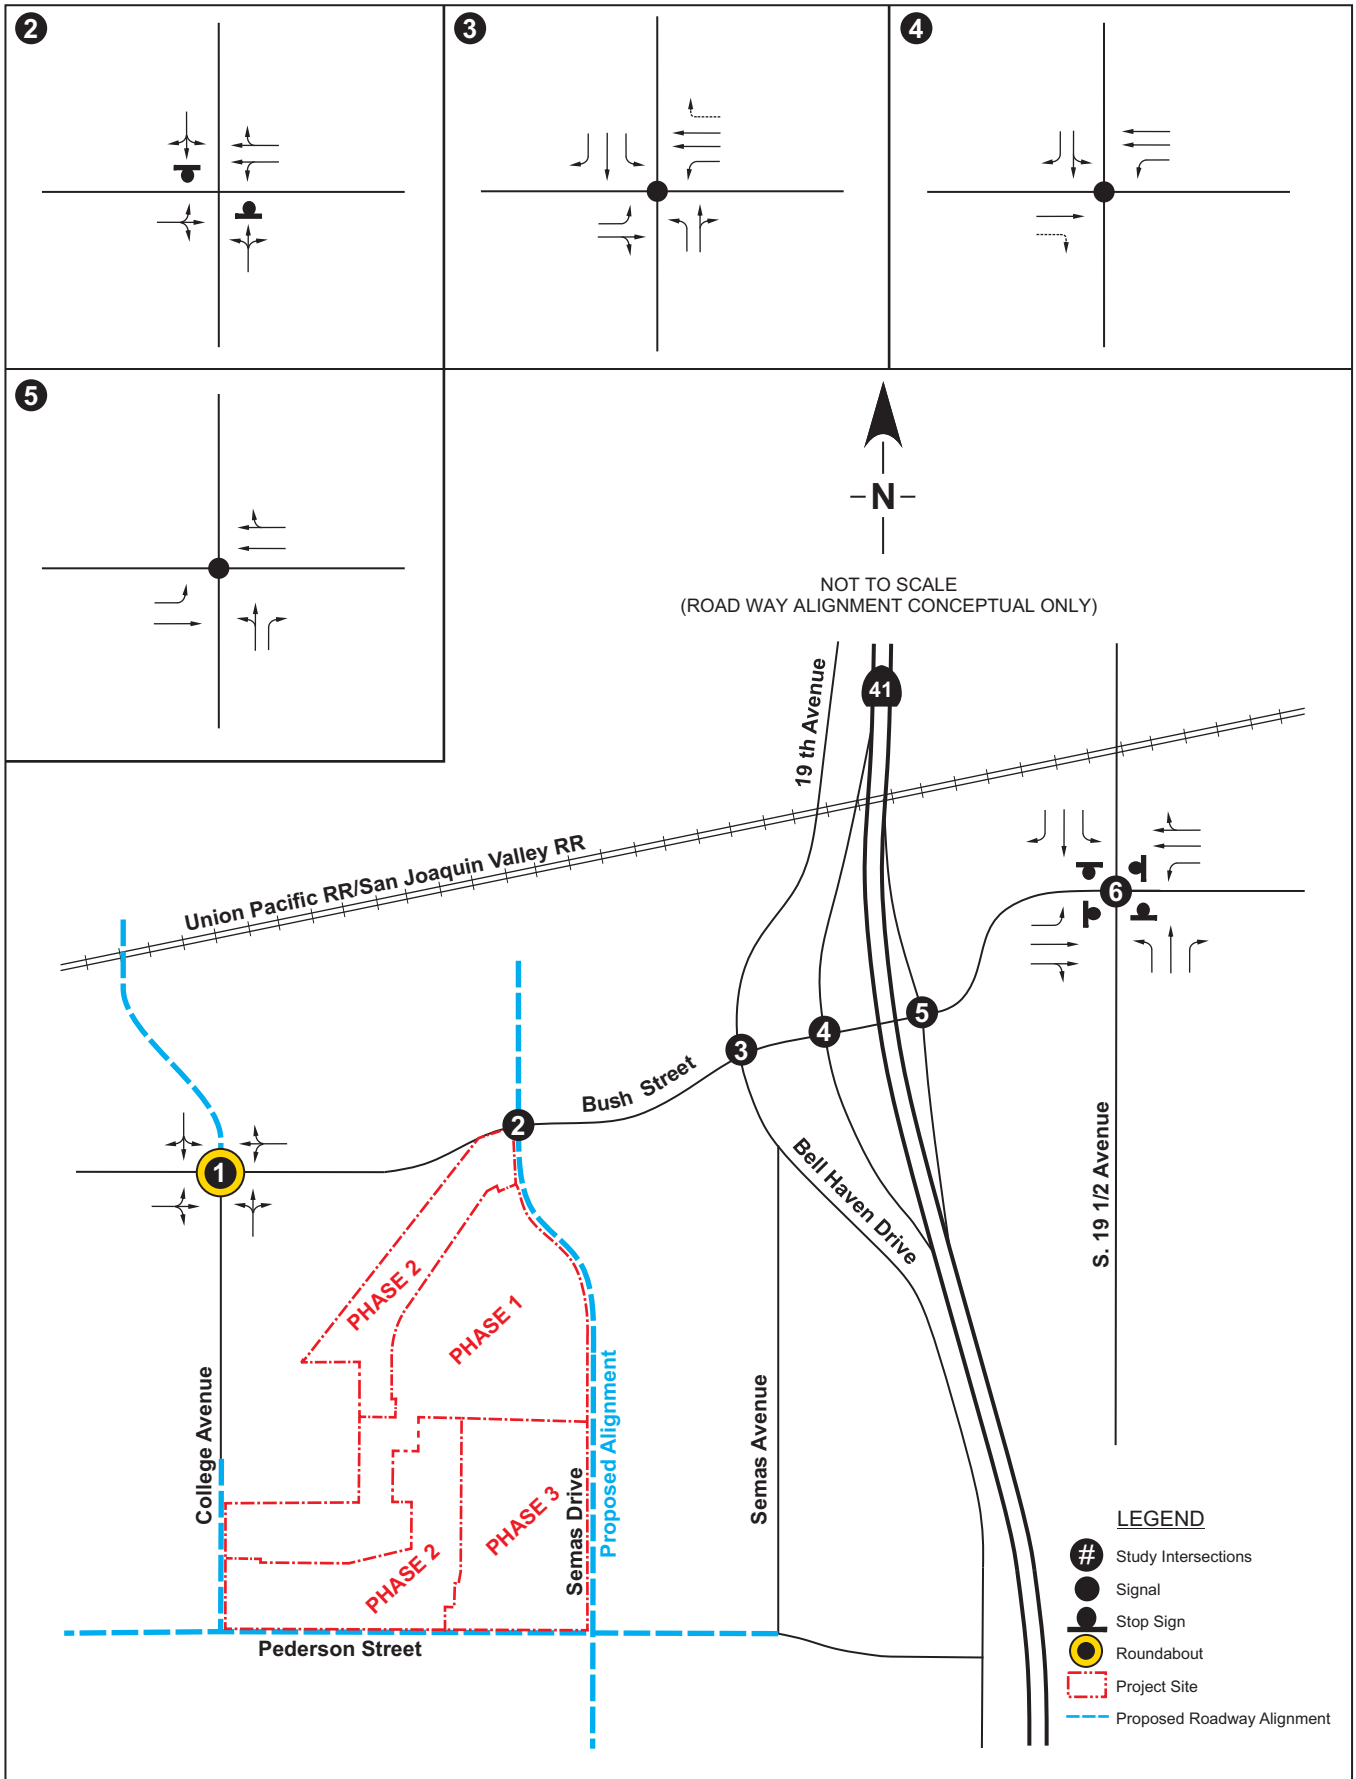 2
3
4
5
N
NOT TO SCALE
(ROAD WAY ALIGNMENT CONCEPTUAL ONLY)
19 th Avenue
41
Union Pacific RR/San Joaquin Valley RR
6
5
4
3
Bush Street
2
1
Bell Haven Drive
S. 19 1/2 Avenue
PHASE 2
PHASE 1
College Avenue
Proposed Alignment
Semas Avenue
Semas Drive
PHASE 3
PHASE 2
Pederson Street
LEGEND
# Study Intersections
Signal
Stop Sign
Roundabout
Project Site
Proposed Roadway Alignment